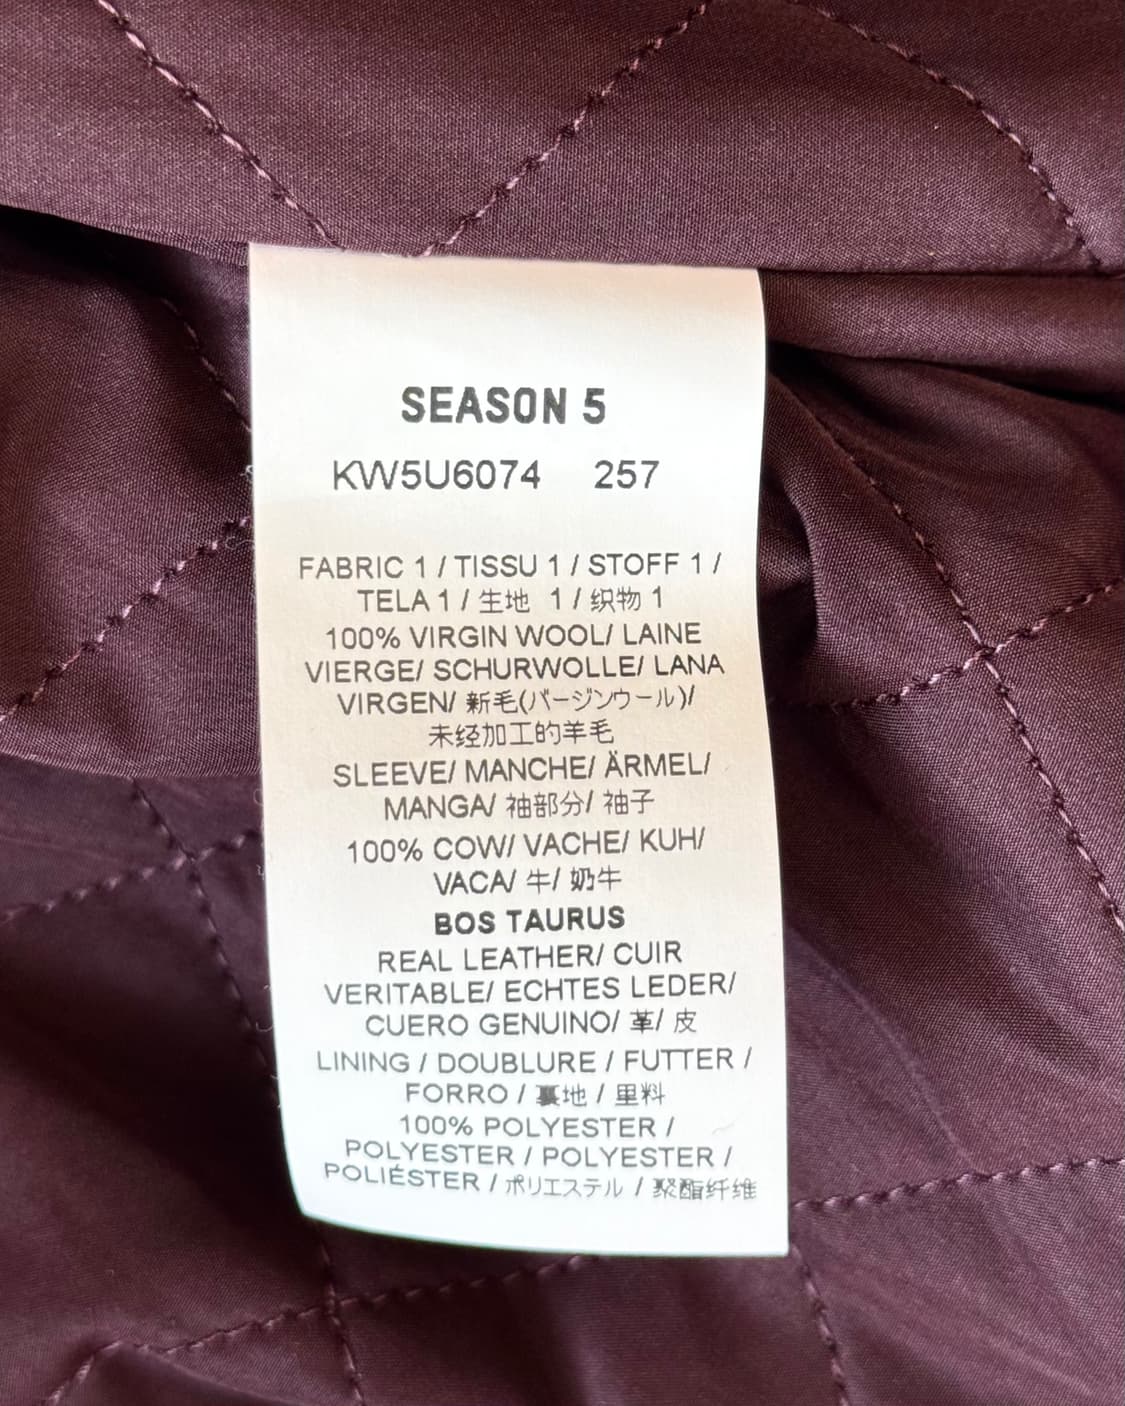 SEASON 5
KW5U6074 257
FABRIC 1 / TISSU 1 / STOFF 1 /
TELA 1 / 生地 1 / 织物 1
100% VIRGIN WOOL/ LAINE
VIERGE/ SCHURWOLLE/ LANA
VIRGEN/ 新毛(バージンウール)/
未经加工的羊毛
SLEEVE/ MANCHE/ ÄRMEL/
MANGA/ 袖部分/ 袖子
100% COW/ VACHE/ KUH/
VACA/ 牛/ 奶牛
BOS TAURUS
REAL LEATHER/ CUIR
VERITABLE/ ECHTES LEDER/
CUERO GENUINO/ 革/ 皮
LINING / DOUBLURE / FUTTER /
FORRO / 裏地 / 里料
100% POLYESTER /
POLYESTER / POLYESTER /
POLIÉSTER / ポリエステル / 聚酯纤维